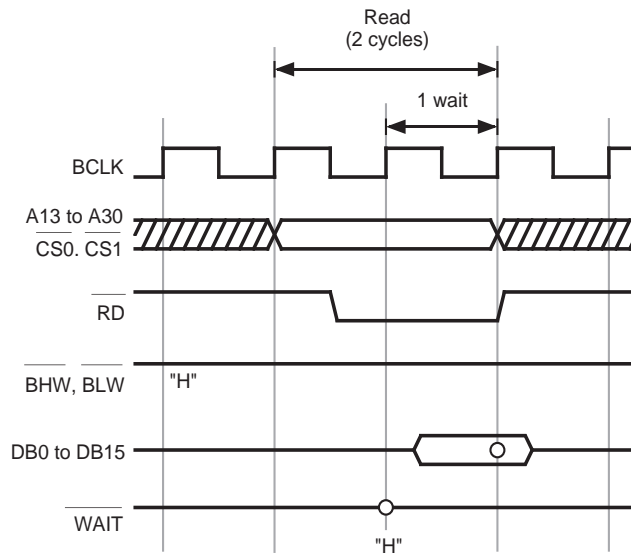 Read
(2 cycles)
1 wait
BCLK
A13 to A30
CS0. CS1
RD
BHW, BLW
"H"
DB0 to DB15
WAIT
"H"